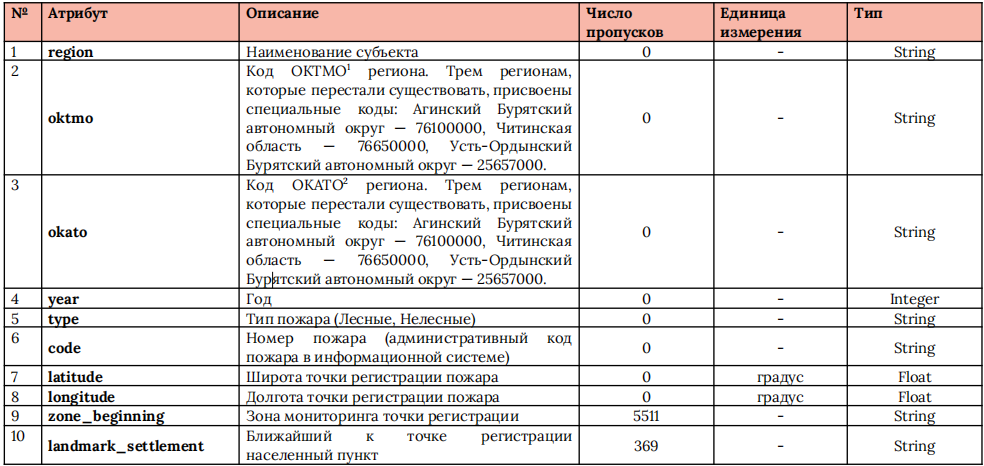 № Атрибут Описание Число пропусков Единица измерения Тип
1 region Наименование субъекта 0 - String
2 oktmo Код ОКТМО¹ региона. Трем регионам,
которые перестали существовать, присвоены
специальные коды: Агинский Бурятский
автономный округ — 76100000, Читинская
область — 76650000, Усть-Ордынский
Бурятский автономный округ — 25657000. 0 - String
3 okato Код ОКАТО² региона. Трем регионам,
которые перестали существовать, присвоены
специальные коды: Агинский Бурятский
автономный округ — 76100000, Читинская
область — 76650000, Усть-Ордынский
Бурятский автономный округ — 25657000. 0 - String
4 year Год 0 - Integer
5 type Тип пожара (Лесные, Нелесные) 0 - String
6 code Номер пожара (административный код
пожара в информационной системе) 0 - String
7 latitude Широта точки регистрации пожара 0 градус Float
8 longitude Долгота точки регистрации пожара 0 градус Float
9 zone_beginning Зона мониторинга точки регистрации 5511 - String
10 landmark_settlement Ближайший к точке регистрации
населенный пункт 369 - String